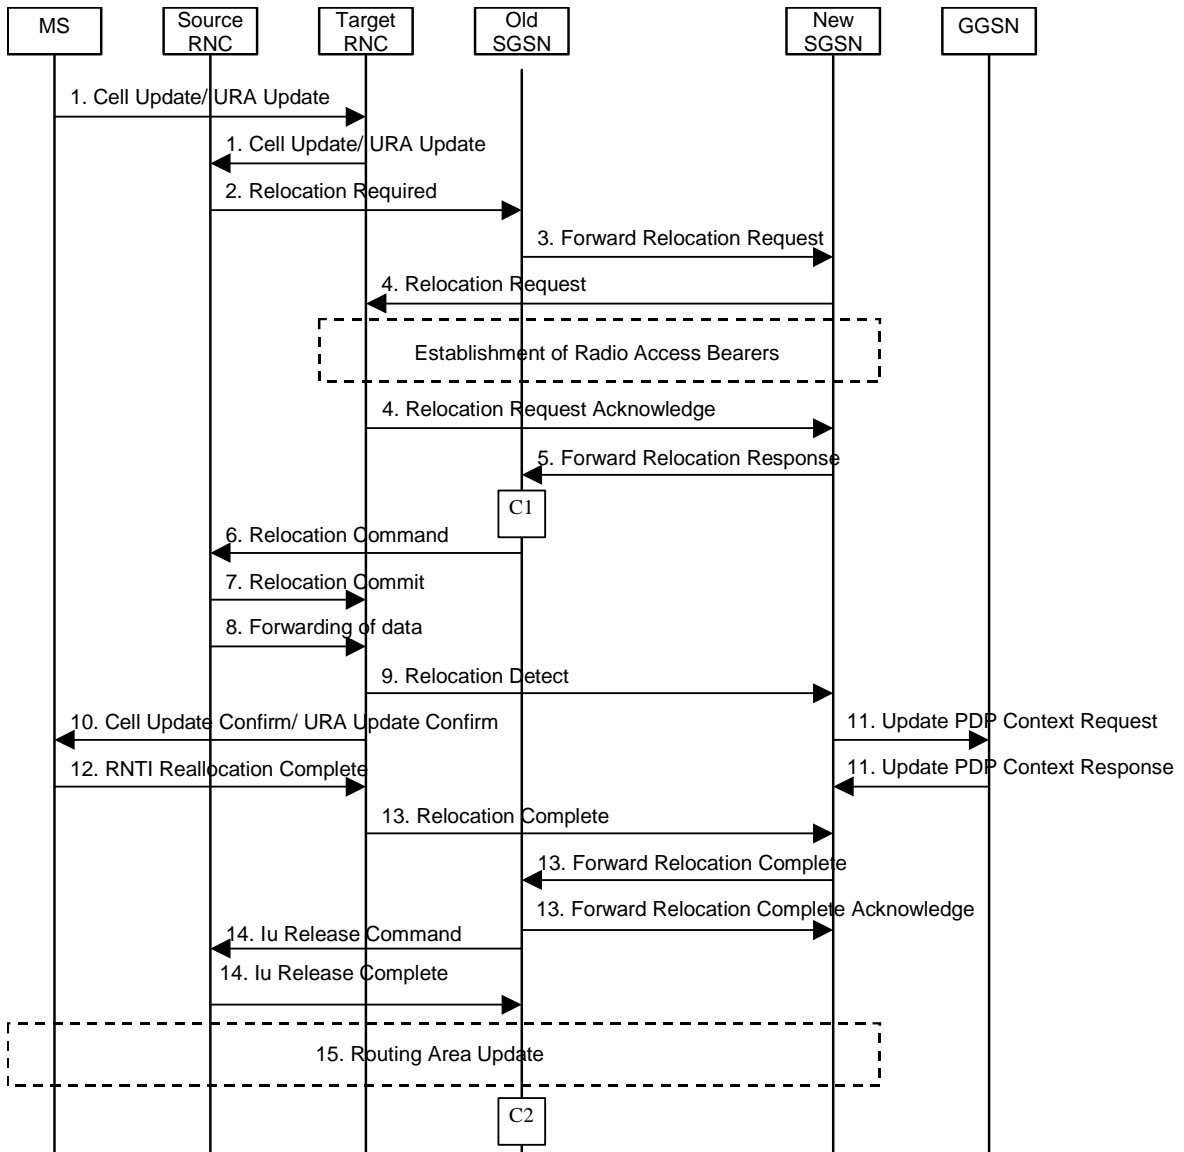 MS
Source
RNC
Target
RNC
Old
SGSN
New
SGSN
GGSN
1. Cell Update/ URA Update
1. Cell Update/ URA Update
2. Relocation Required
3. Forward Relocation Request
4. Relocation Request
Establishment of Radio Access Bearers
4. Relocation Request Acknowledge
5. Forward Relocation Response
C1
6. Relocation Command
7. Relocation Commit
8. Forwarding of data
9. Relocation Detect
10. Cell Update Confirm/ URA Update Confirm
11. Update PDP Context Request
12. RNTI Reallocation Complete
11. Update PDP Context Response
13. Relocation Complete
13. Forward Relocation Complete
13. Forward Relocation Complete Acknowledge
14. Iu Release Command
14. Iu Release Complete
15. Routing Area Update
C2